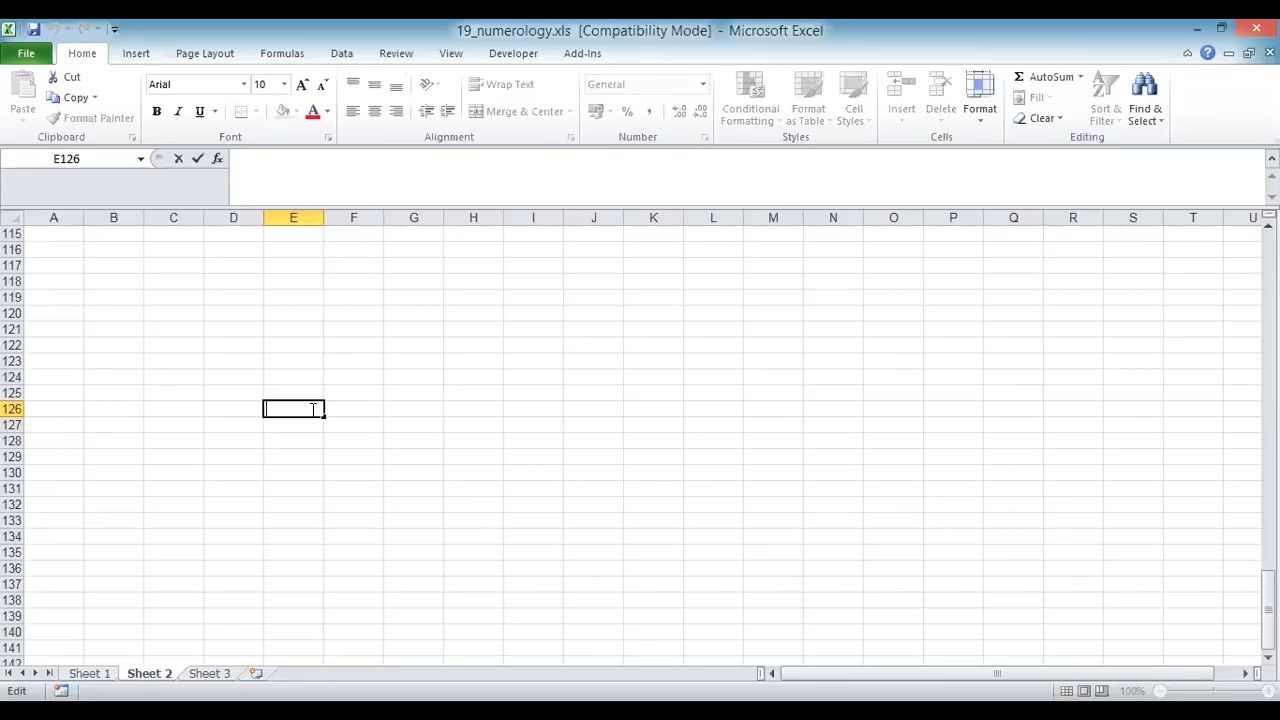 19_numerology.xls [Compatibility Mode] - Microsoft Excel
File Home Insert Page Layout Formulas Data Review View Developer Add-Ins
Paste Cut Copy Format Painter Clipboard
Arial 10 B I U A Font
Wrap Text Merge & Center Alignment
General % , Number
Conditional Formatting Format as Table Cell Styles Styles
Insert Delete Format Cells
Σ AutoSum Fill Clear Sort & Filter Find & Select Editing
E126 fx
A B C D E F G H I J K L M N O P Q R S T U
115
116
117
118
119
120
121
122
123
124
125
126
127
128
129
130
131
132
133
134
135
136
137
138
139
140
141
142
Sheet 1 Sheet 2 Sheet 3
Edit 100%